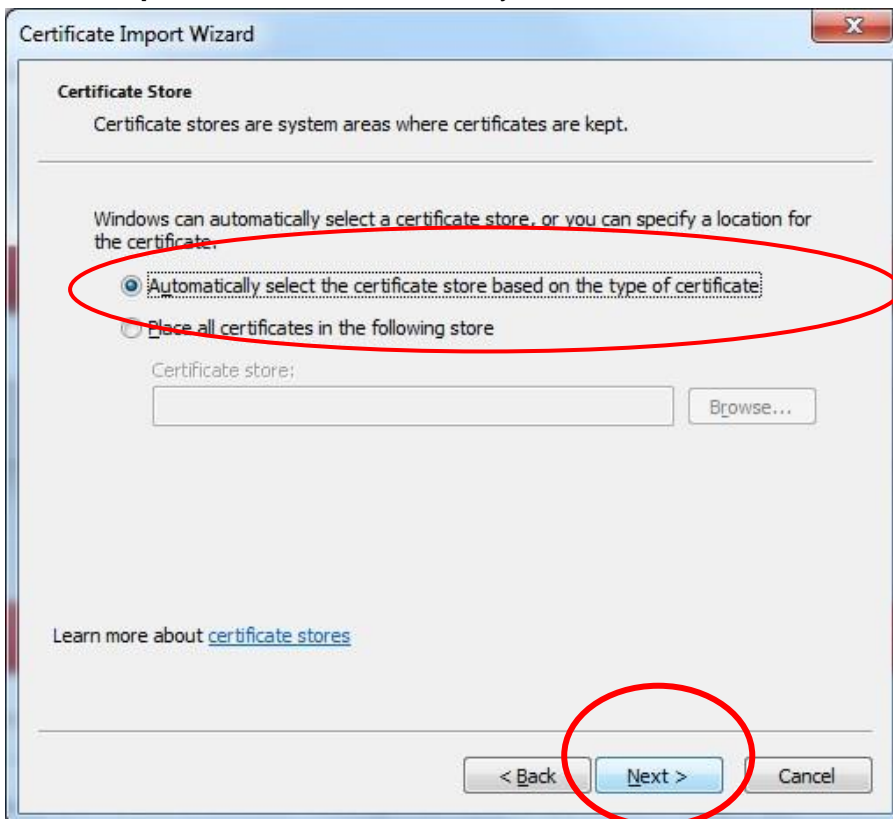 Certificate Import Wizard
Certificate Store
Certificate stores are system areas where certificates are kept.
Windows can automatically select a certificate store, or you can specify a location for
the certificate.
Automatically select the certificate store based on the type of certificate
Place all certificates in the following store
Certificate store:
Browse...
Learn more about certificate stores
< Back
Next >
Cancel